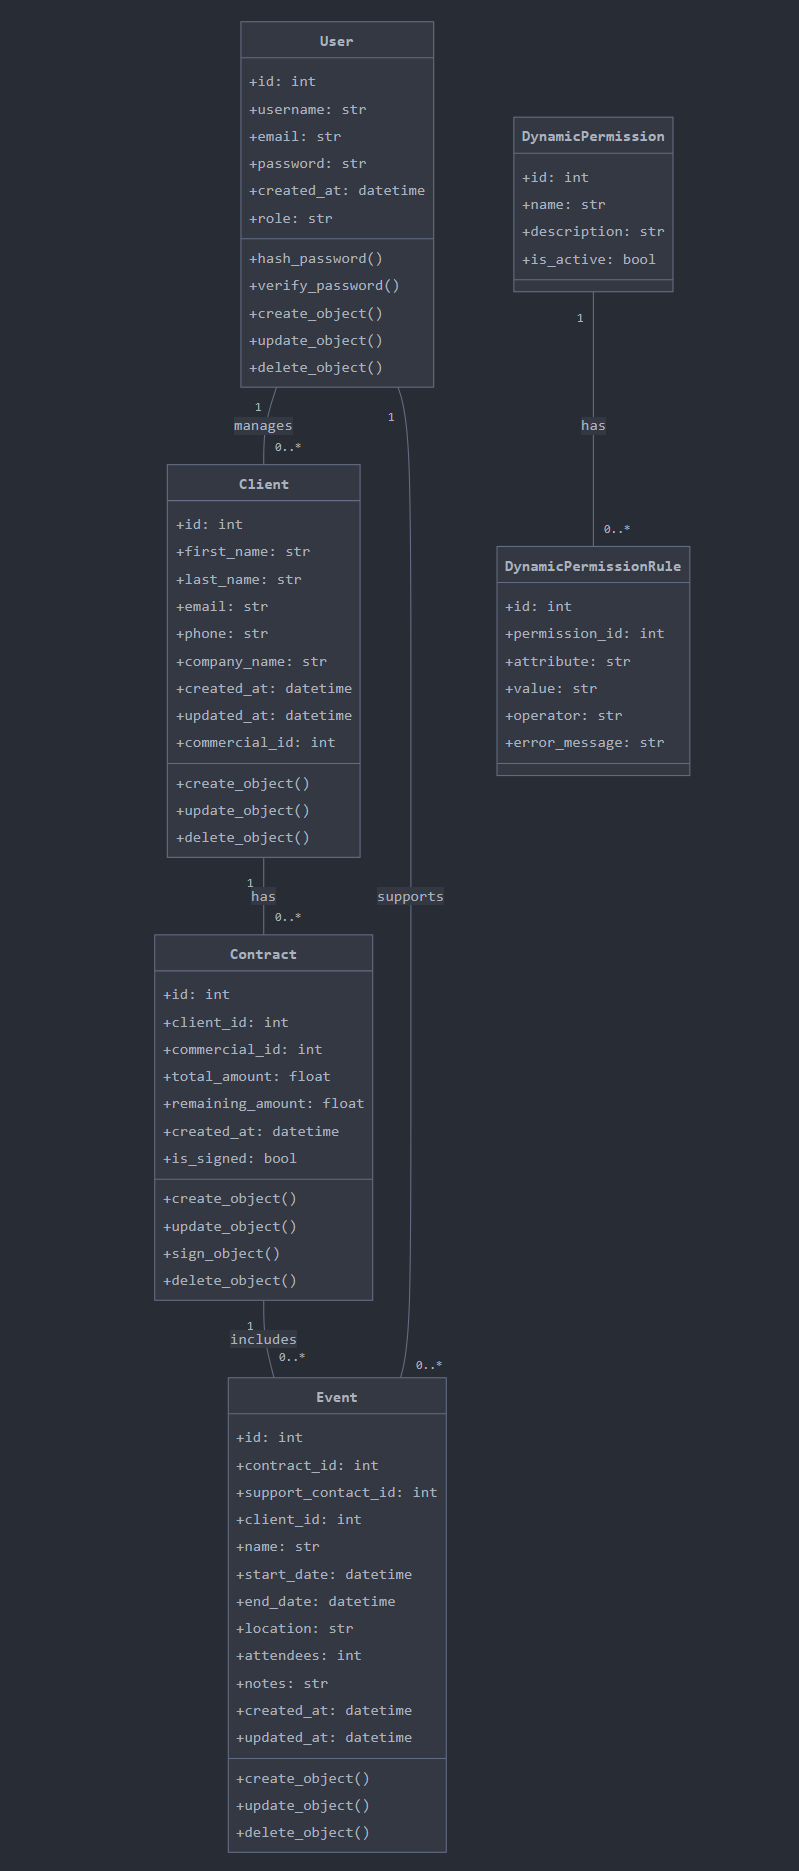 User
+id: int
+username: str
+email: str
+password: str
+created_at: datetime
+role: str
+hash_password()
+verify_password()
+create_object()
+update_object()
+delete_object()
1
manages
0..*
1
supports
0..*
Client
+id: int
+first_name: str
+last_name: str
+email: str
+phone: str
+company_name: str
+created_at: datetime
+updated_at: datetime
+commercial_id: int
+create_object()
+update_object()
+delete_object()
1
has
0..*
Contract
+id: int
+client_id: int
+commercial_id: int
+total_amount: float
+remaining_amount: float
+created_at: datetime
+is_signed: bool
+create_object()
+update_object()
+sign_object()
+delete_object()
1
includes
0..*
Event
+id: int
+contract_id: int
+support_contact_id: int
+client_id: int
+name: str
+start_date: datetime
+end_date: datetime
+location: str
+attendees: int
+notes: str
+created_at: datetime
+updated_at: datetime
+create_object()
+update_object()
+delete_object()
DynamicPermission
+id: int
+name: str
+description: str
+is_active: bool
1
has
0..*
DynamicPermissionRule
+id: int
+permission_id: int
+attribute: str
+value: str
+operator: str
+error_message: str